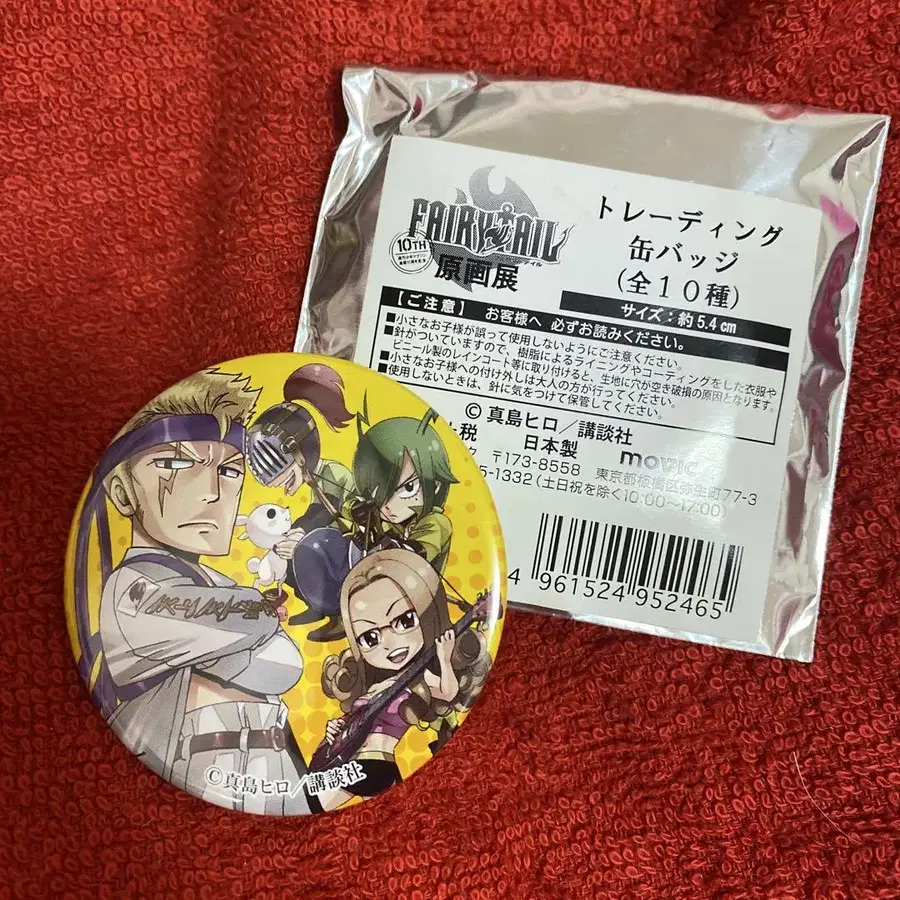 FAIRY TAIL
10TH
原画展
トレーディング
缶バッジ
(全10種)
サイズ：約5.4cm
【ご注意】 お客様へ 必ずお読みください。
■小さなお子様が誤って使用しないようにご注意ください。
■針がついていますので、樹脂によるライニングやコーティングをした衣服や
ビニール製のレインコート等に取り付けると、生地に穴が空き破損の原因となります。
■小さなお子様への付け外しは大人の方が行ってください。
■使用しないときは、針に気をつけて保管してください。
© 真島ヒロ／講談社
税 日本製 movic
ク 〒173-8558 東京都板橋区弥生町77-3
5-1332 (土日祝を除く10:00〜17:00)
4 961524 952465
©真島ヒロ／講談社